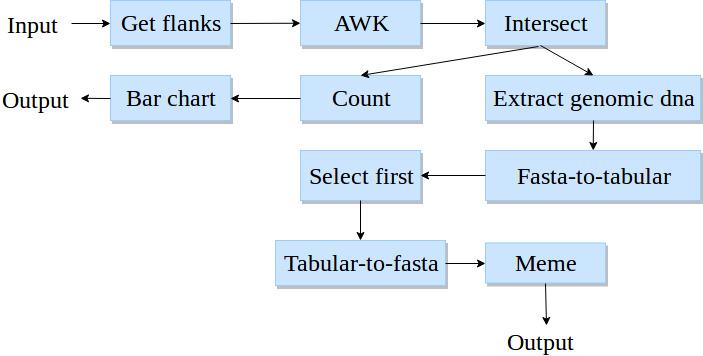 Input
Get flanks
AWK
Intersect
Output
Bar chart
Count
Extract genomic dna
Select first
Fasta-to-tabular
Tabular-to-fasta
Meme
Output